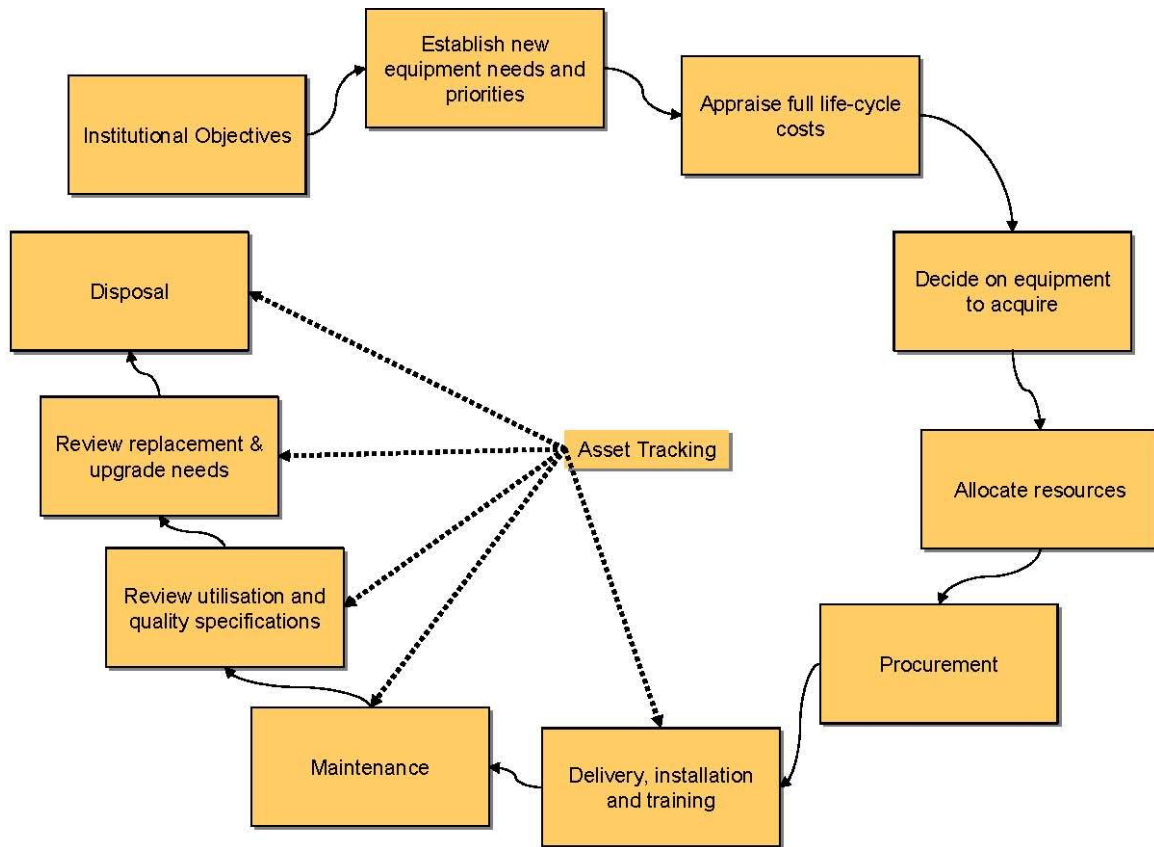 Institutional Objectives
Establish new
equipment needs and
priorities
Appraise full life-cycle
costs
Decide on equipment
to acquire
Allocate resources
Procurement
Delivery, installation
and training
Maintenance
Review utilisation and
quality specifications
Review replacement &
upgrade needs
Disposal
Asset Tracking